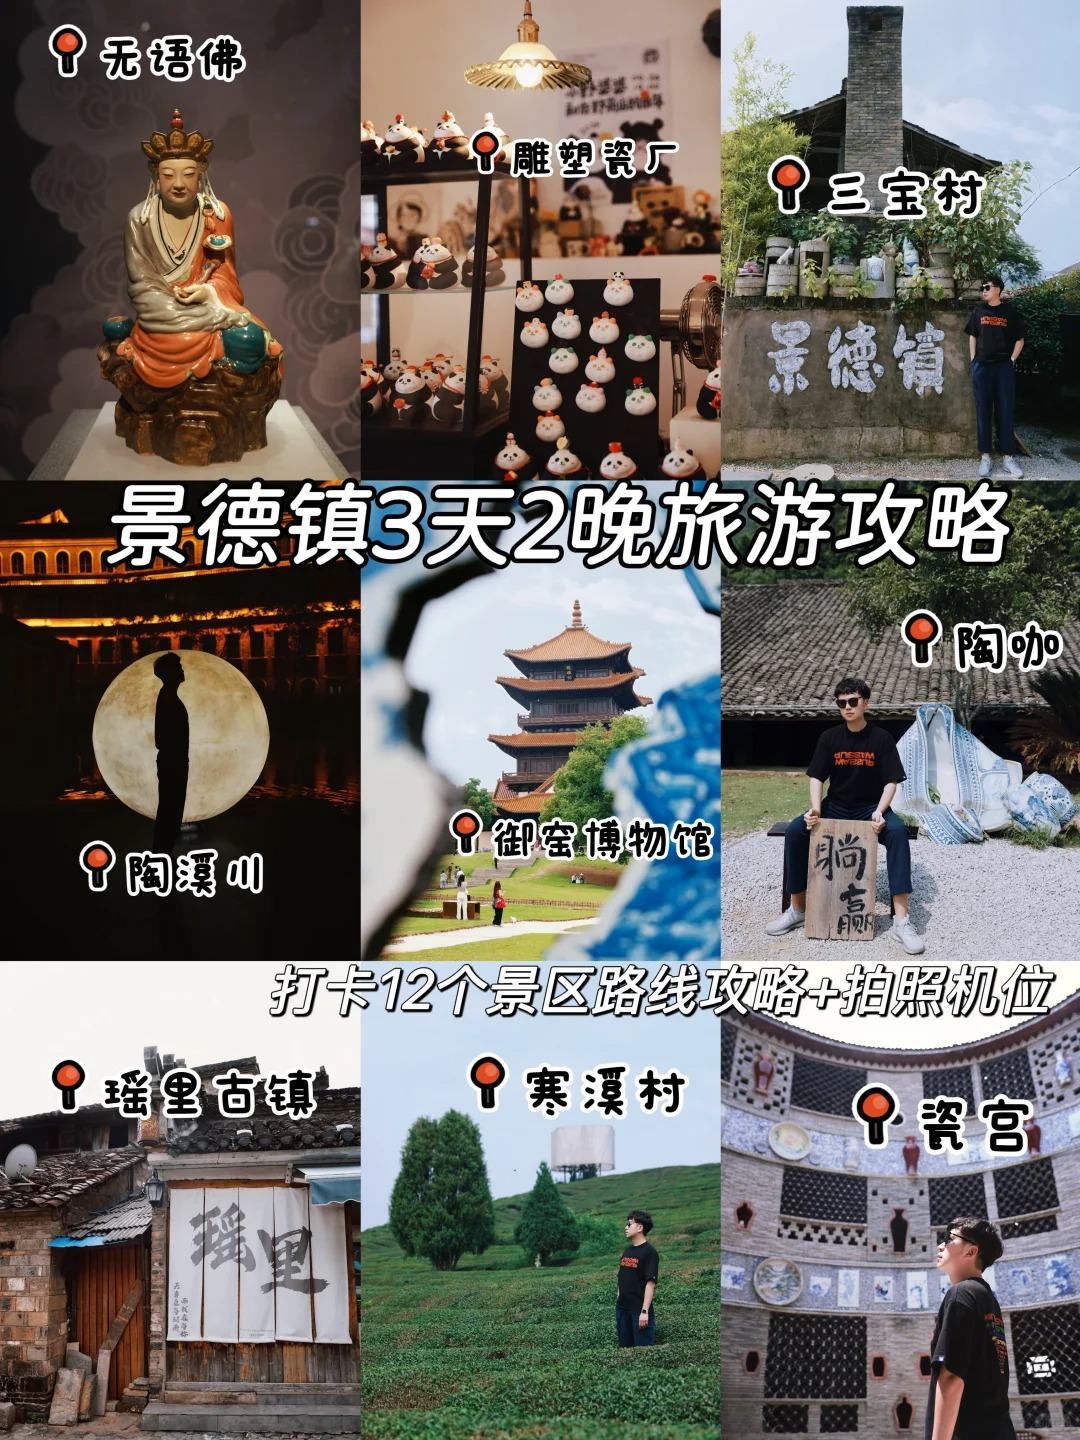 无语佛
雕塑瓷厂
三宝村
景德镇
景德镇3天2晚旅游攻略
陶咖
躺
赢
陶溪川
御窑博物馆
打卡12个景区路线攻略+拍照机位
瑶里古镇
寒溪村
瓷宫
瑶里